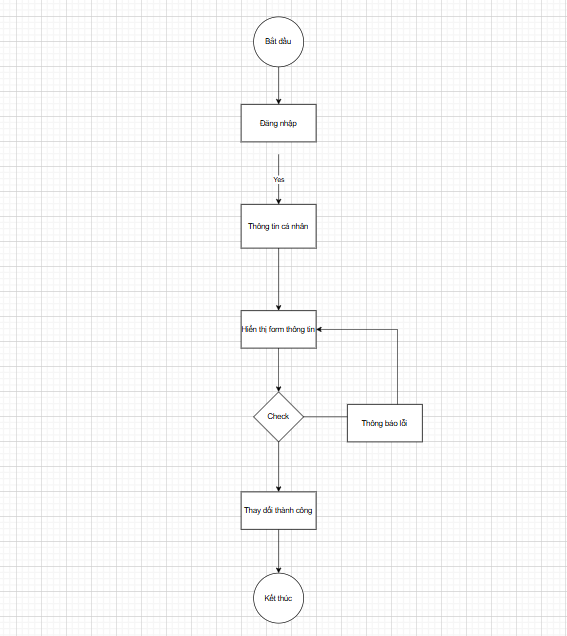 Bắt đầu
Đăng nhập
Yes
Thông tin cá nhân
Hiển thị form thông tin
Check
Thông báo lỗi
Thay đổi thành công
Kết thúc